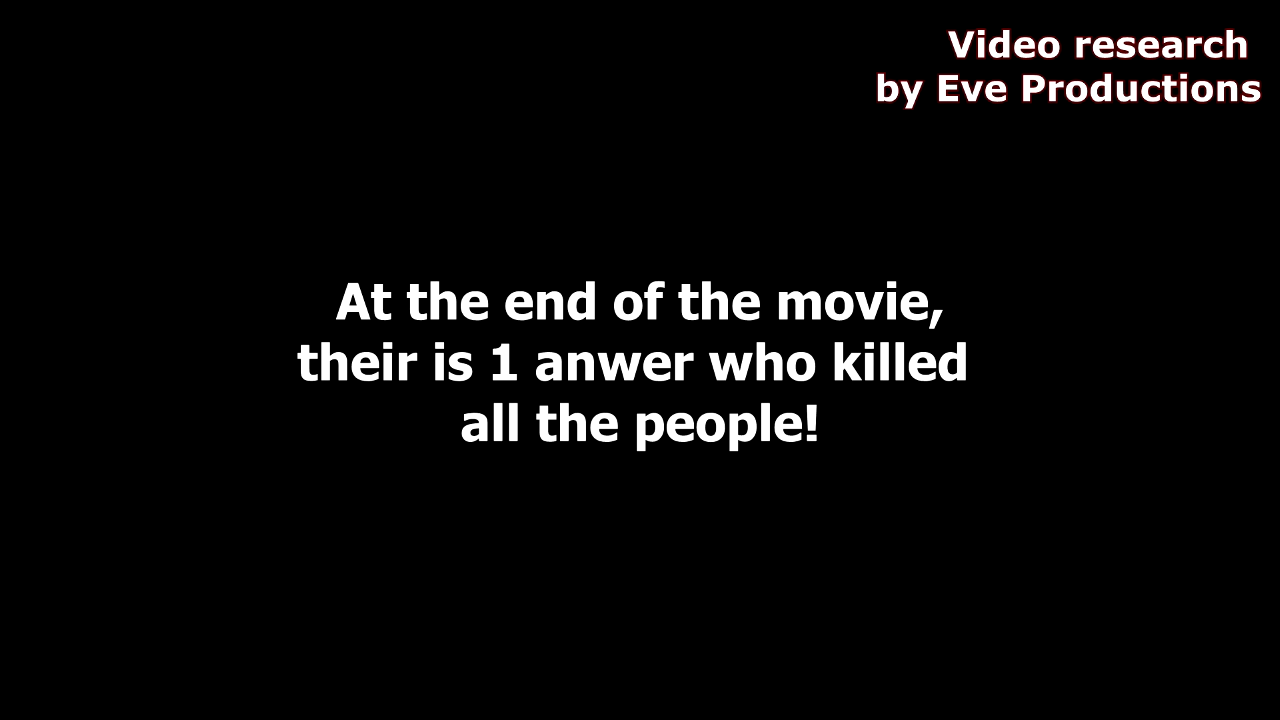 Video research
by Eve Productions
At the end of the movie,
their is 1 anwer who killed
all the people!